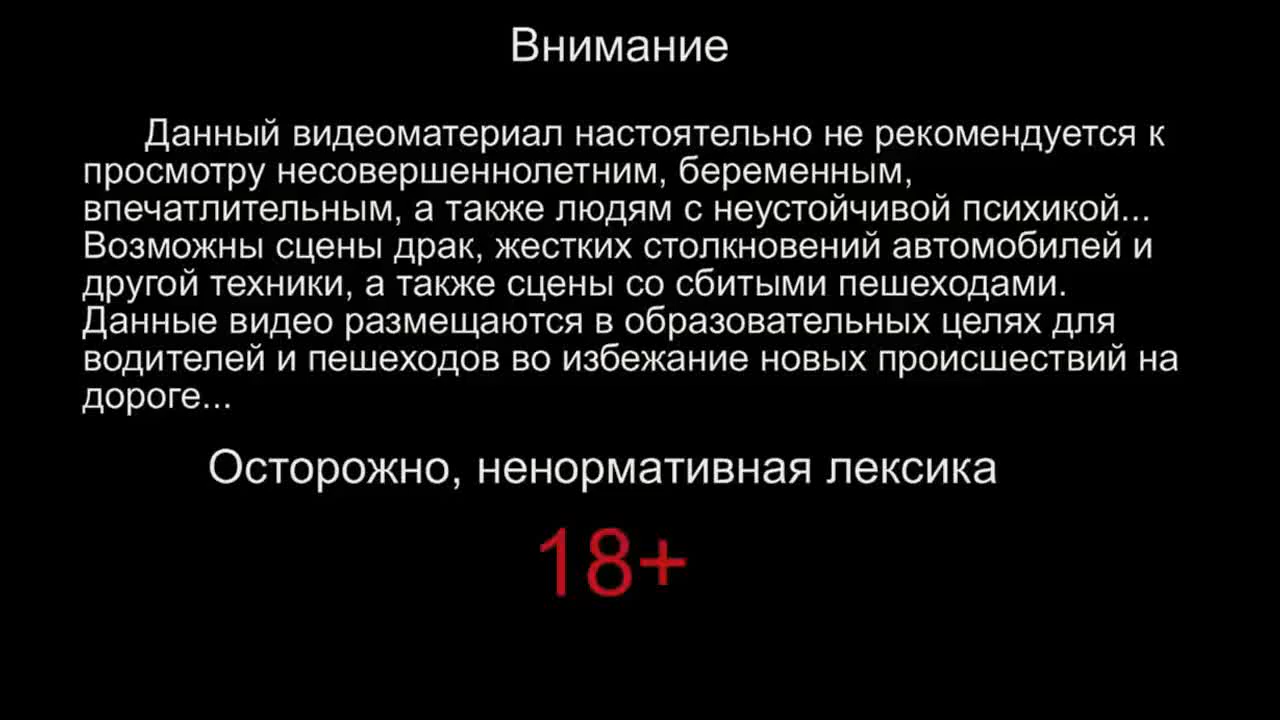 Внимание
Данный видеоматериал настоятельно не рекомендуется к
просмотру несовершеннолетним, беременным,
впечатлительным, а также людям с неустойчивой психикой...
Возможны сцены драк, жестких столкновений автомобилей и
другой техники, а также сцены со сбитыми пешеходами.
Данные видео размещаются в образовательных целях для
водителей и пешеходов во избежание новых происшествий на
дороге...
Осторожно, ненормативная лексика
18+